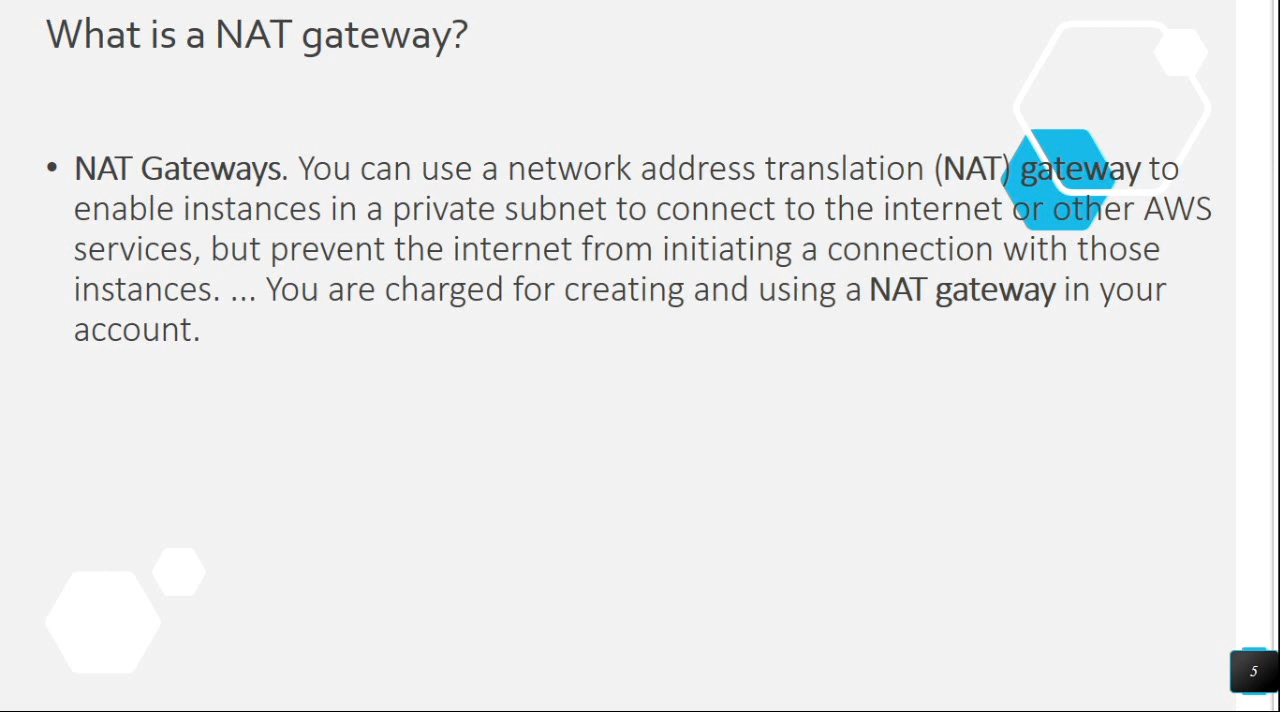 What is a NAT gateway?
• NAT Gateways. You can use a network address translation (NAT) gateway to
enable instances in a private subnet to connect to the internet or other AWS
services, but prevent the internet from initiating a connection with those
instances. ... You are charged for creating and using a NAT gateway in your
account.
5